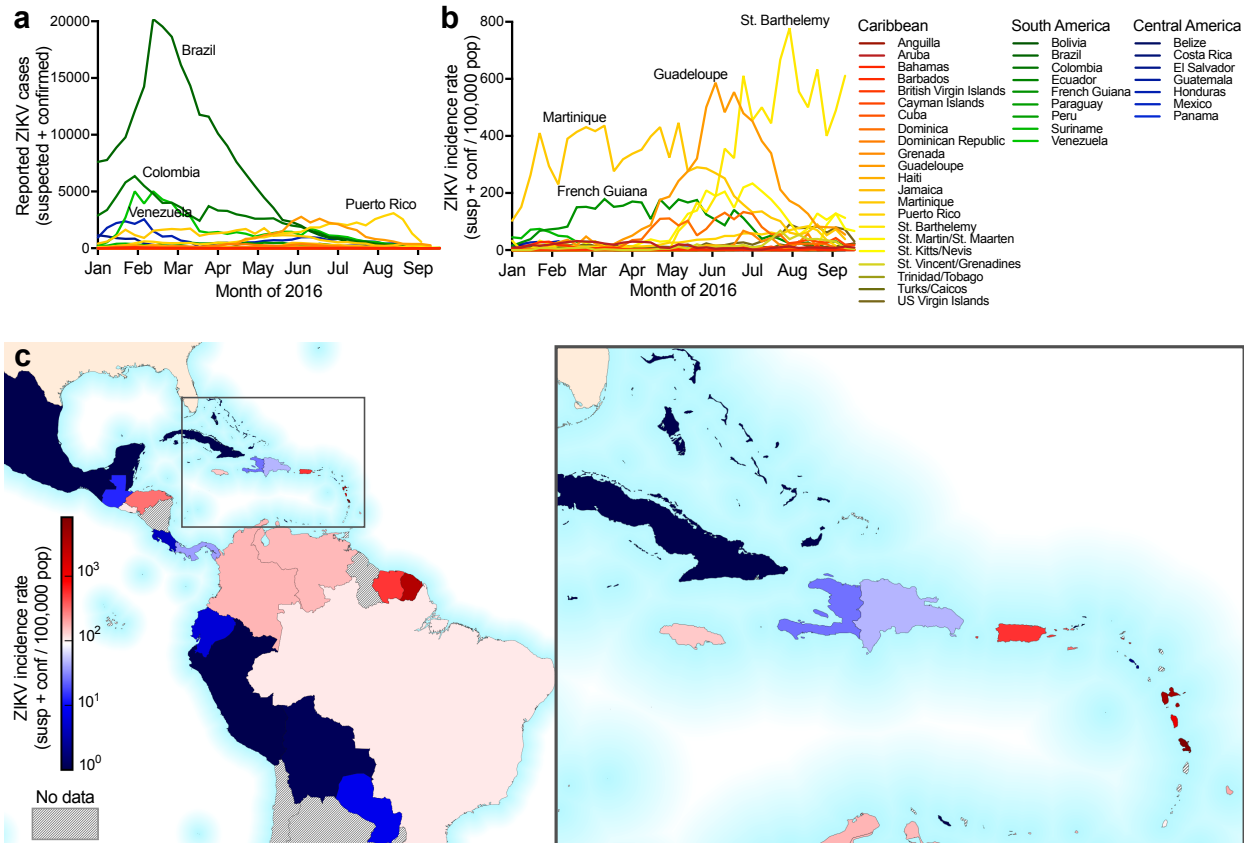 a
Reported ZIKV cases
(suspected + confirmed)
20000
15000
10000
5000
0
Brazil
Colombia
Venezuela
Puerto Rico
Jan Feb Mar Apr May Jun Jul Aug Sep
Month of 2016
b
ZIKV incidence rate
(susp + conf / 100,000 pop)
800
600
400
200
0
St. Barthelemy
Guadeloupe
Martinique
French Guiana
Jan Feb Mar Apr May Jun Jul Aug Sep
Month of 2016
Caribbean
Anguilla
Aruba
Bahamas
Barbados
British Virgin Islands
Cayman Islands
Cuba
Dominica
Dominican Republic
Grenada
Guadeloupe
Haiti
Jamaica
Martinique
Puerto Rico
St. Barthelemy
St. Martin/St. Maarten
St. Kitts/Nevis
St. Vincent/Grenadines
Trinidad/Tobago
Turks/Caicos
US Virgin Islands
South America
Bolivia
Brazil
Colombia
Ecuador
French Guiana
Paraguay
Peru
Suriname
Venezuela
Central America
Belize
Costa Rica
El Salvador
Guatemala
Honduras
Mexico
Panama
c
ZIKV incidence rate
(susp + conf / 100,000 pop)
10³
10²
10¹
10⁰
No data